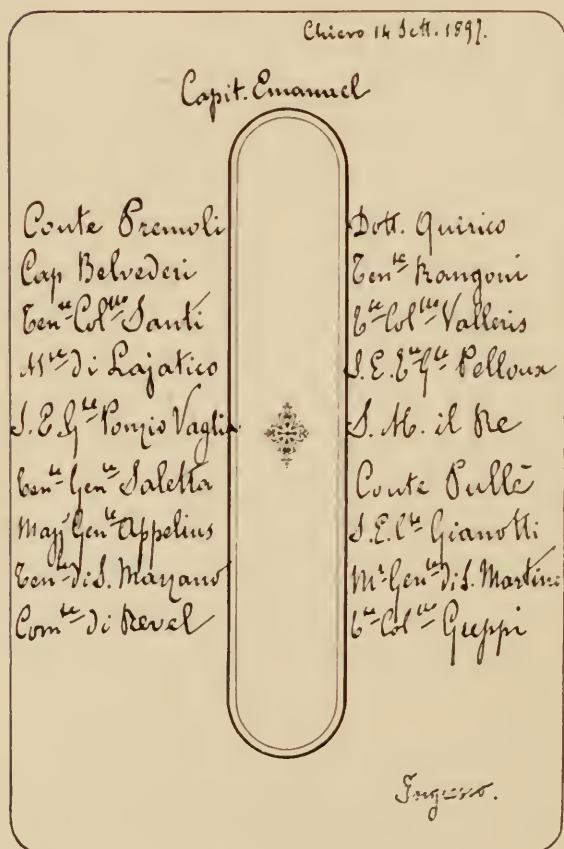 Chiero 14 Sett. 1897.
Capit. Emanuel
Conte Premoli
Cap Belvederi
Ten.te Col.llo Santi
M.se di Lajatico
S. E. G.le Ponzio Vaglia
Ten.te Gen.le Saletta
Magg. Gen.le Appelius
Ten.te di S. Marzano
Com.te di Revel
Dott. Quirico
Ten.te Rangoni
T.te Col.llo Valleris
S. E. T.te G.le Pelloux
S. M. il Re
Conte Pullè
S. E. C.te Gianotti
M.r Gen.le di S. Martino
T.te Col.llo Greppi
Ingresso.